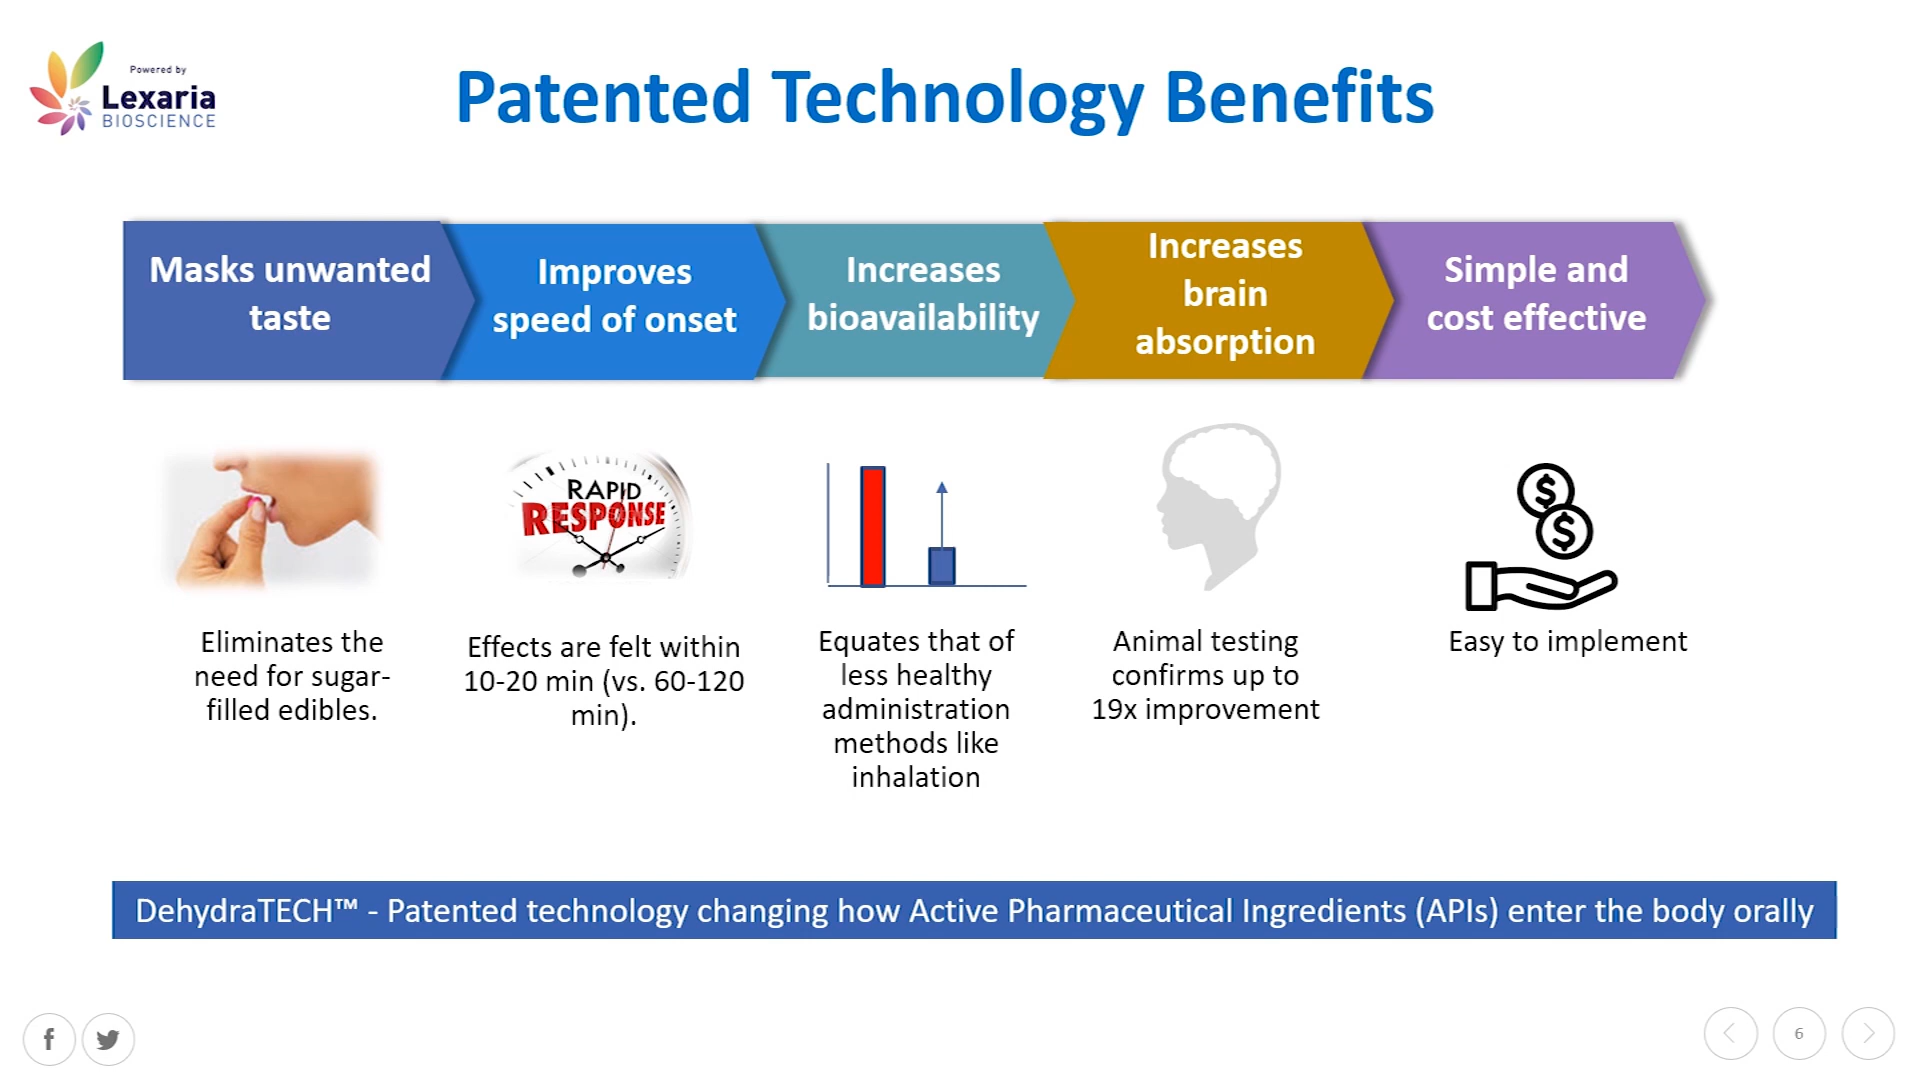 Powered by
Lexaria
BIOSCIENCE
Patented Technology Benefits
Masks unwanted
taste
Improves
speed of onset
Increases
bioavailability
Increases
brain
absorption
Simple and
cost effective
RAPID
RESPONSE
$
$
Eliminates the
need for sugar-
filled edibles.
Effects are felt within
10-20 min (vs. 60-120
min).
Equates that of
less healthy
administration
methods like
inhalation
Animal testing
confirms up to
19x improvement
Easy to implement
DehydraTECH™ - Patented technology changing how Active Pharmaceutical Ingredients (APIs) enter the body orally
6